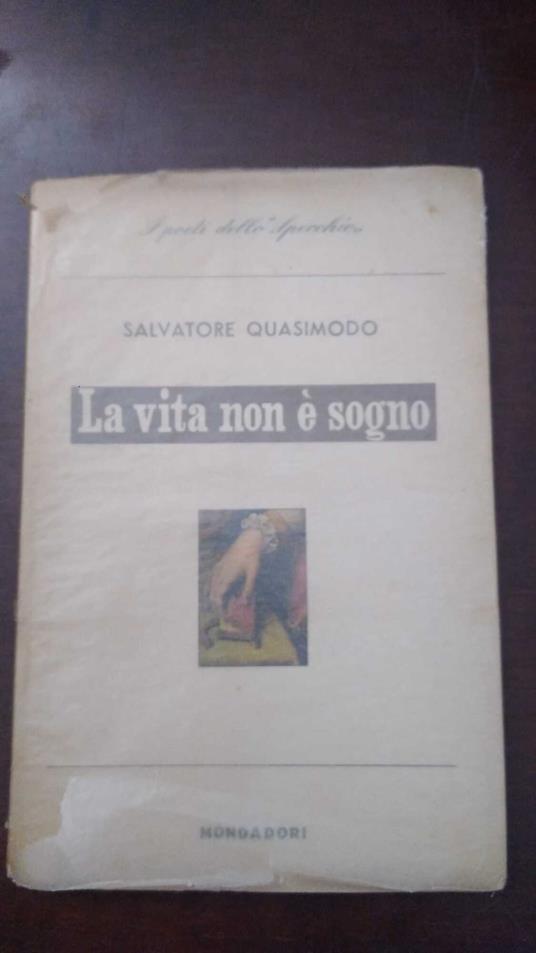 I poeti dello "Specchio"
SALVATORE QUASIMODO
La vita non è sogno
MONDADORI